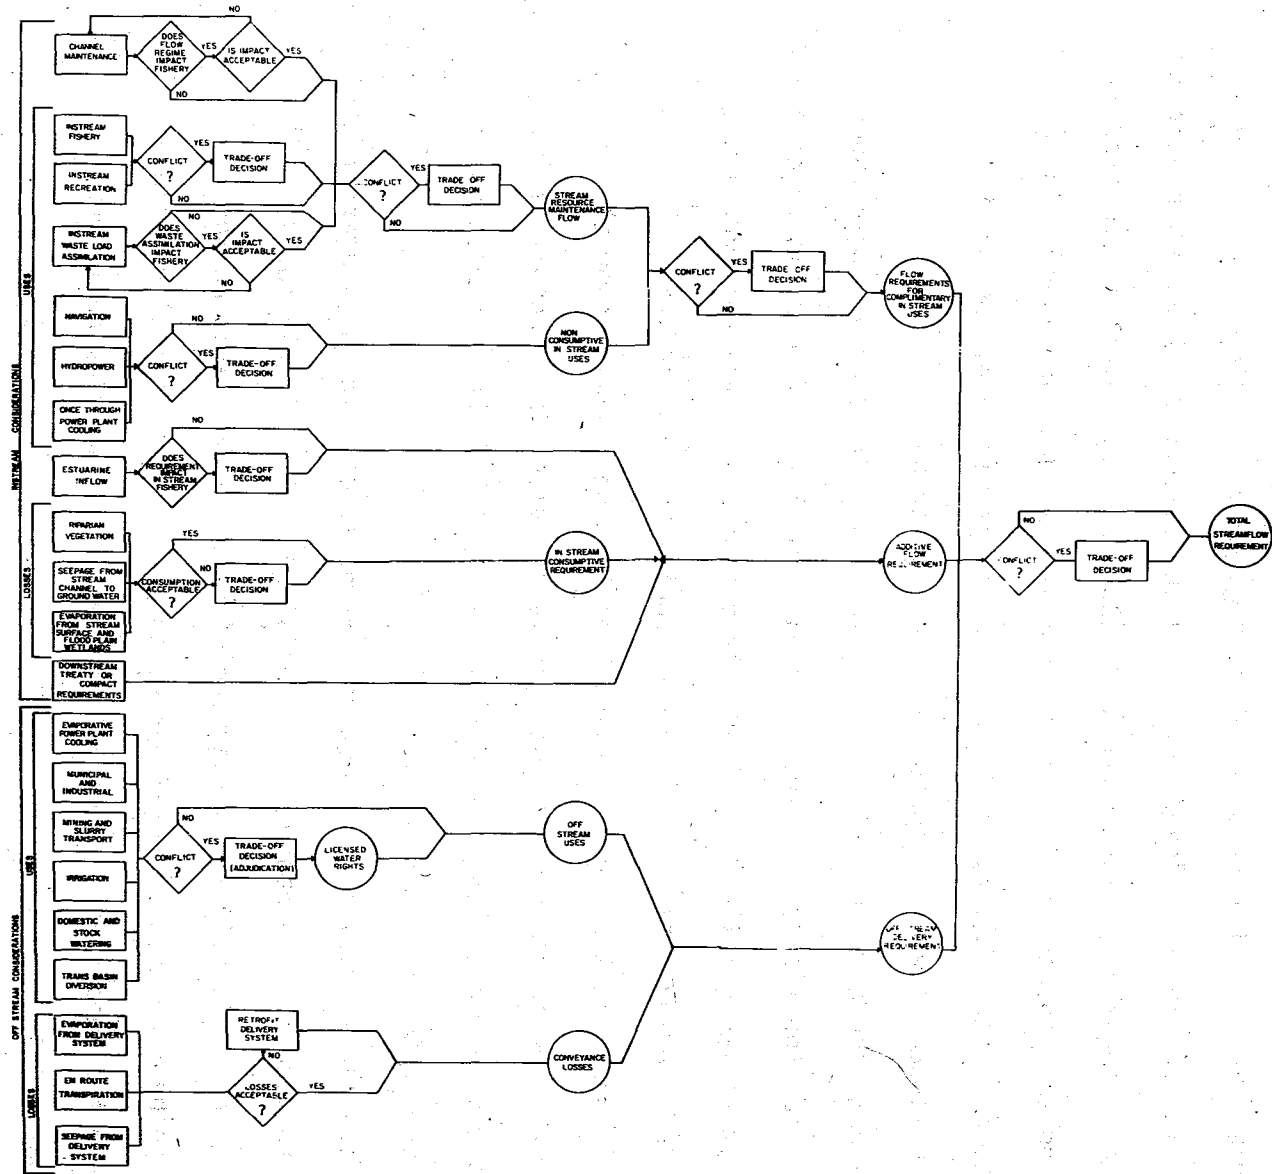 INSTREAM CONSIDERATIONS
USES
LOSSES
NO
CHANNEL
MAINTENANCE
DOES
FLOW
REGIME
IMPACT
FISHERY
YES
IS IMPACT
ACCEPTABLE
YES
NO
INSTREAM
FISHERY
INSTREAM
RECREATION
CONFLICT
?
YES
TRADE-OFF
DECISION
NO
INSTREAM
WASTE LOAD
ASSIMILATION
DOES
WASTE
ASSIMILATION
IMPACT
FISHERY
NO
YES
IS
IMPACT
ACCEPTABLE
YES
NO
CONFLICT
?
YES
TRADE OFF
DECISION
NO
STREAM
RESOURCE
MAINTENANCE
FLOW
NAVIGATION
HYDROPOWER
ONCE THROUGH
POWER PLANT
COOLING
NO
CONFLICT
?
YES
TRADE-OFF
DECISION
NON
CONSUMPTIVE
IN STREAM
USES
CONFLICT
?
YES
TRADE OFF
DECISION
NO
FLOW
REQUIREMENTS
FOR
COMPLIMENTARY
IN STREAM
USES
ESTUARINE
INFLOW
NO
DOES
REQUIREMENT
IMPACT
IN STREAM
FISHERY
TRADE-OFF
DECISION
RIPARIAN
VEGETATION
SEEPAGE FROM
STREAM
CHANNEL TO
GROUND WATER
EVAPORATION
FROM STREAM
SURFACE AND
FLOOD PLAIN
WETLANDS
YES
CONSUMPTION
ACCEPTABLE
?
NO
TRADE-OFF
DECISION
IN STREAM
CONSUMPTIVE
REQUIREMENT
DOWNSTREAM
TREATY OR
COMPACT
REQUIREMENTS
ADDITIVE
FLOW
REQUIREMENT
NO
CONFLICT
?
YES
TRADE-OFF
DECISION
TOTAL
STREAMFLOW
REQUIREMENT
OFF STREAM CONSIDERATIONS
USES
LOSSES
EVAPORATIVE
POWER PLANT
COOLING
MUNICIPAL
AND
INDUSTRIAL
MINING AND
SLURRY
TRANSPORT
IRRIGATION
DOMESTIC AND
STOCK
WATERING
TRANS BASIN
DIVERSION
NO
CONFLICT
?
YES
TRADE-OFF
DECISION
(ADJUDICATION)
LICENSED
WATER
RIGHTS
OFF
STREAM
USES
OFF STREAM
DELIVERY
REQUIREMENT
EVAPORATION
FROM DELIVERY
SYSTEM
EN ROUTE
TRANSPIRATION
SEEPAGE FROM
DELIVERY
SYSTEM
RETROFIT
DELIVERY
SYSTEM
NO
LOSSES
ACCEPTABLE
?
YES
CONVEYANCE
LOSSES